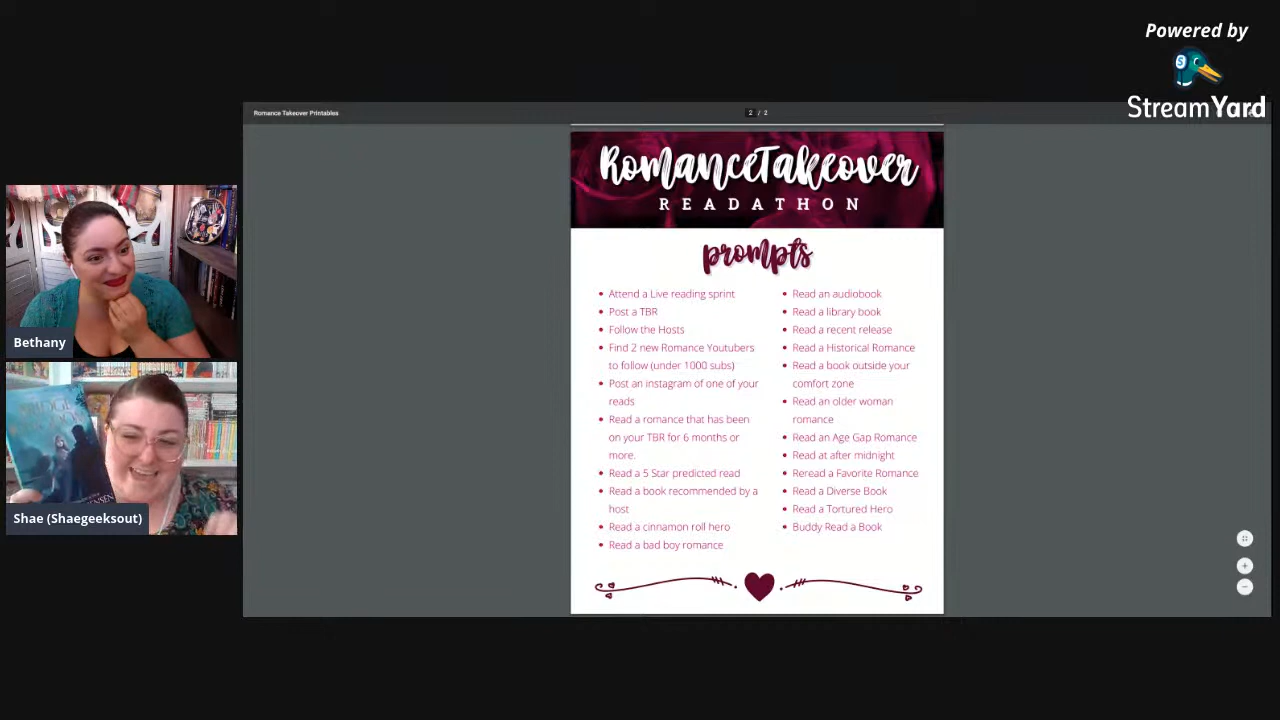 Powered by
StreamYard
Romance Takeover Printables
2 / 2
RomanceTakeover
READATHON
prompts
Attend a Live reading sprint
Post a TBR
Follow the Hosts
Find 2 new Romance Youtubers
to follow (under 1000 subs)
Post an instagram of one of your
reads
Read a romance that has been
on your TBR for 6 months or
more.
Read a 5 Star predicted read
Read a book recommended by a
host
Read a cinnamon roll hero
Read a bad boy romance
Read an audiobook
Read a library book
Read a recent release
Read a Historical Romance
Read a book outside your
comfort zone
Read an older woman
romance
Read an Age Gap Romance
Read at after midnight
Reread a Favorite Romance
Read a Diverse Book
Read a Tortured Hero
Buddy Read a Book
Bethany
Shae (Shaegeeksout)